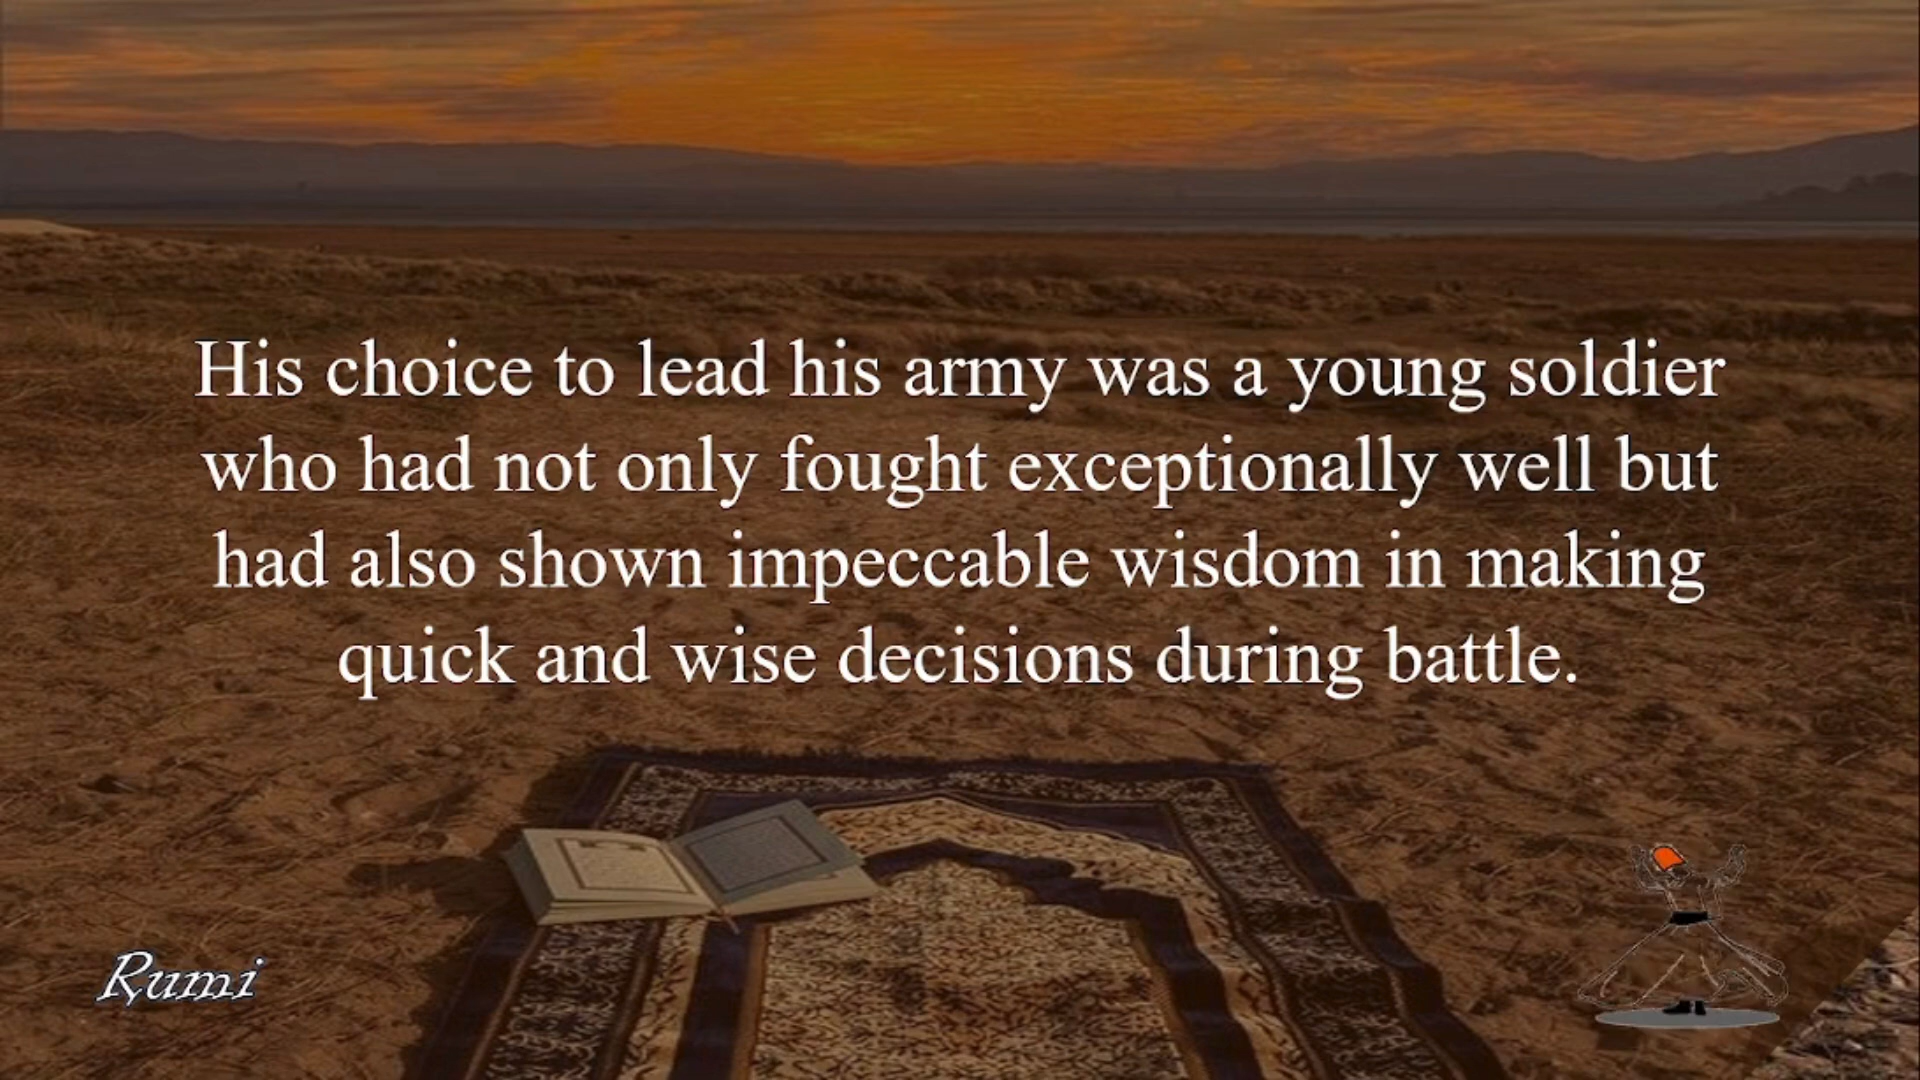 His choice to lead his army was a young soldier
who had not only fought exceptionally well but
had also shown impeccable wisdom in making
quick and wise decisions during battle.
Rumi